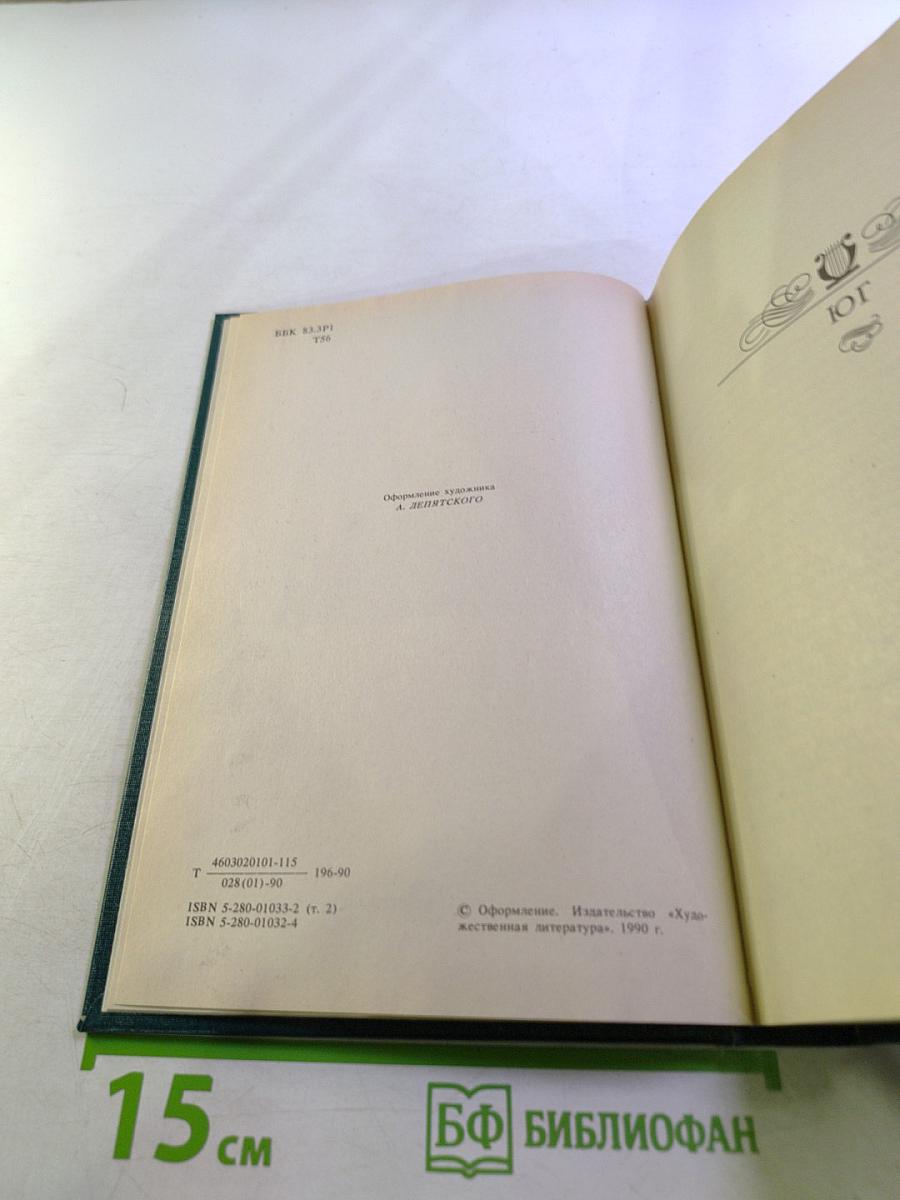 ББК 83.3Р1
Т56
Оформление художника
А. ЛЕПЯТСКОГО
Т 4603020101-115 196-90
028(01)-90
ISBN 5-280-01033-2 (т. 2)
ISBN 5-280-01032-4
© Оформление. Издательство «Худо-
жественная литература». 1990 г.
ЮГ
15 см
БФ БИБЛИОФАН